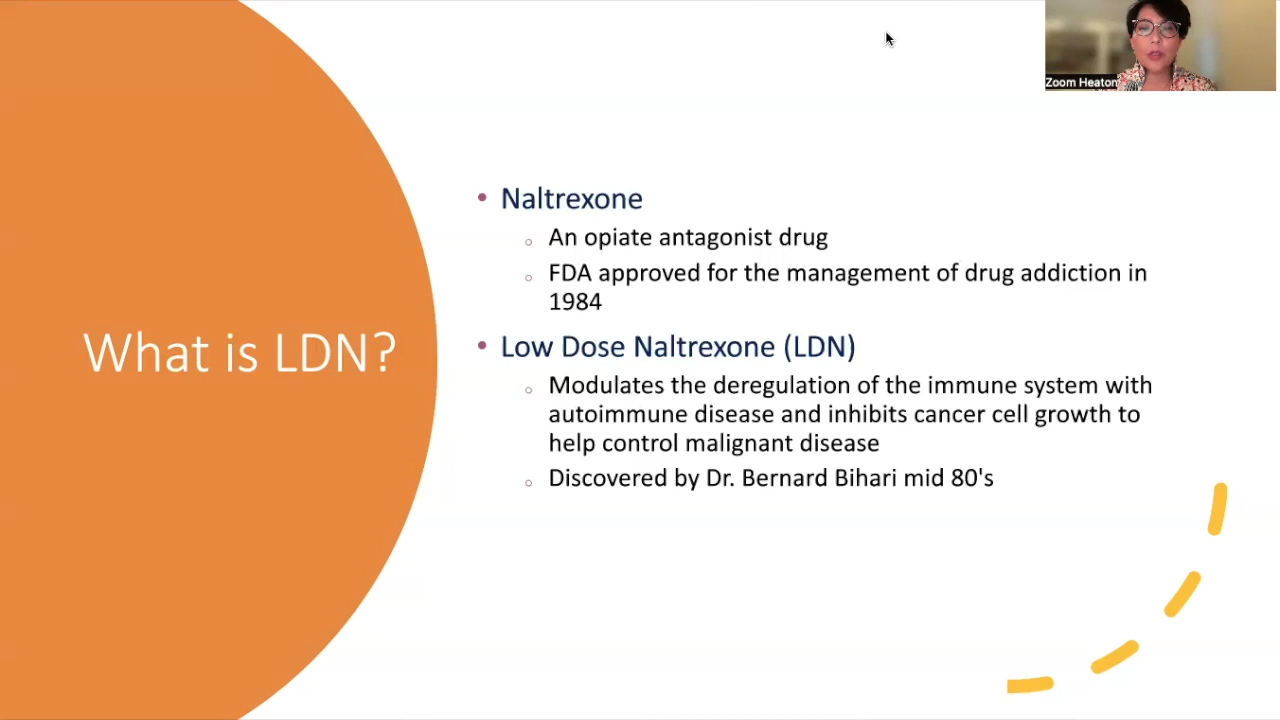 Zoom Heaton
What is LDN?
• Naltrexone
o An opiate antagonist drug
o FDA approved for the management of drug addiction in
1984
• Low Dose Naltrexone (LDN)
o Modulates the deregulation of the immune system with
autoimmune disease and inhibits cancer cell growth to
help control malignant disease
o Discovered by Dr. Bernard Bihari mid 80's